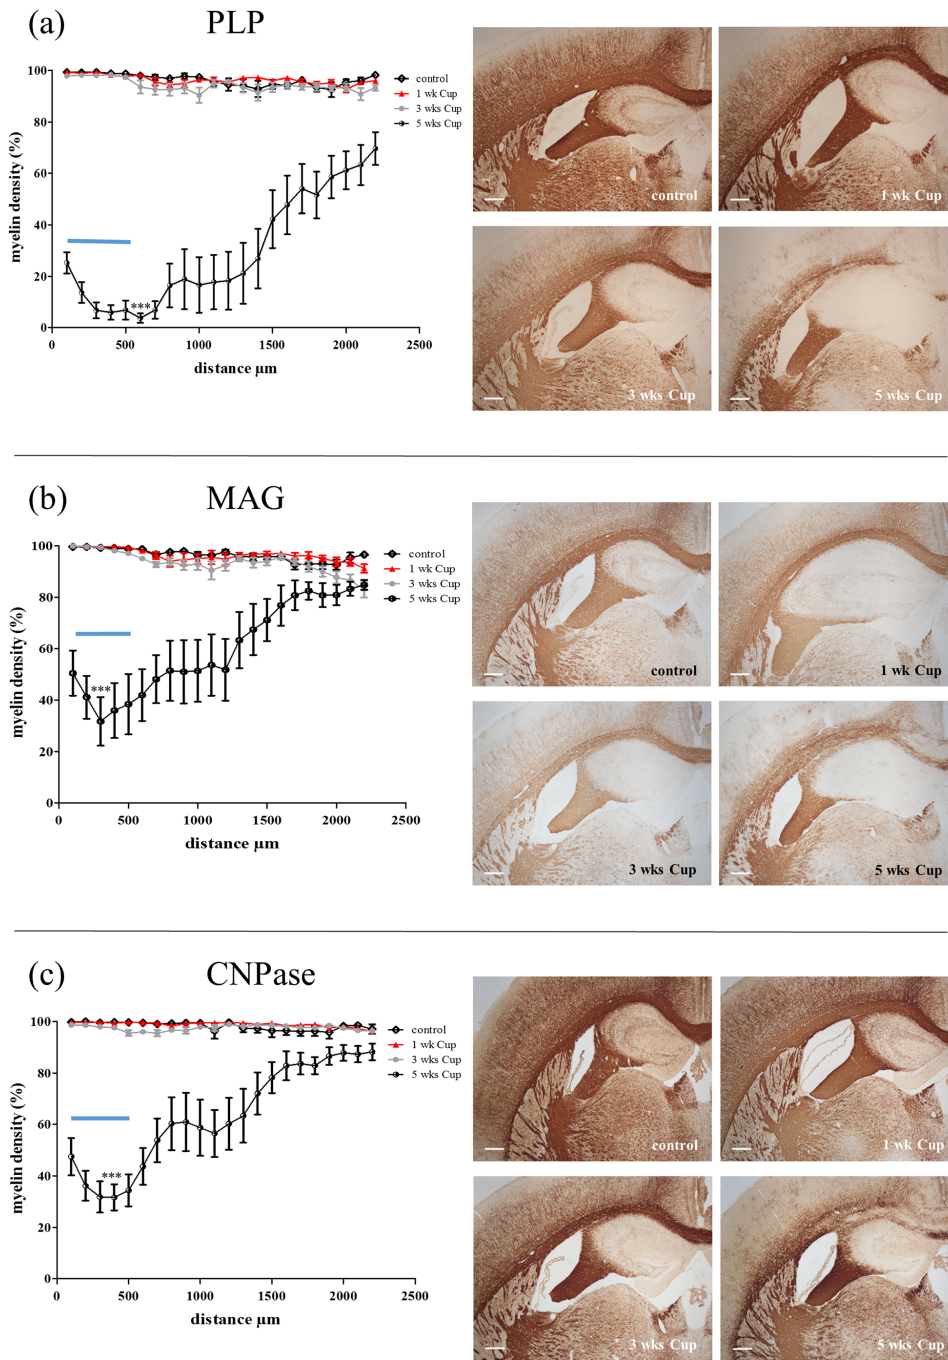 (a) PLP
100
80
60
40
20
0
myelin density (%)
***
0 500 1000 1500 2000 2500
distance µm
control
1 wk Cup
3 wks Cup
5 wks Cup
control
1 wk Cup
3 wks Cup
5 wks Cup
(b) MAG
100
80
60
40
20
0
myelin density (%)
***
0 500 1000 1500 2000 2500
distance µm
control
1 wk Cup
3 wks Cup
5 wks Cup
control
1 wk Cup
3 wks Cup
5 wks Cup
(c) CNPase
100
80
60
40
20
0
myelin density (%)
***
0 500 1000 1500 2000 2500
distance µm
control
1 wk Cup
3 wks Cup
5 wks Cup
control
1 wk Cup
3 wks Cup
5 wks Cup